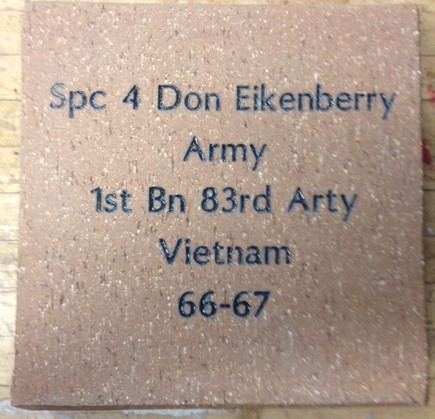 Spc 4 Don Eikenberry
Army
1st Bn 83rd Arty
Vietnam
66-67